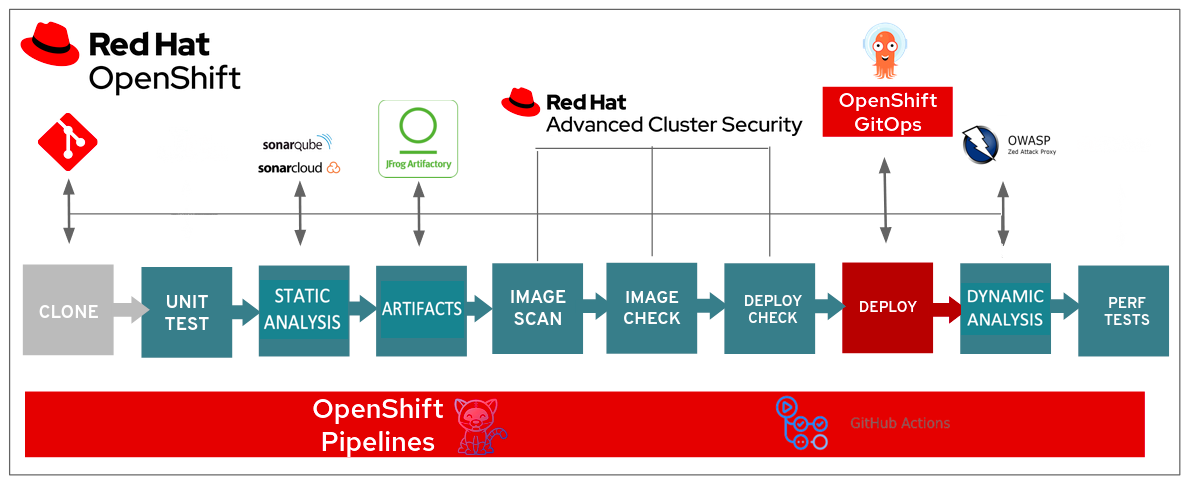 Red Hat
OpenShift
OpenShift
GitOps
Red Hat
Advanced Cluster Security
sonarqube
sonarcloud
JFrog Artifactory
OWASP
Zed Attack Proxy
CLONE
UNIT
TEST
STATIC
ANALYSIS
ARTIFACTS
IMAGE
SCAN
IMAGE
CHECK
DEPLOY
CHECK
DEPLOY
DYNAMIC
ANALYSIS
PERF
TESTS
OpenShift
Pipelines
GitHub Actions